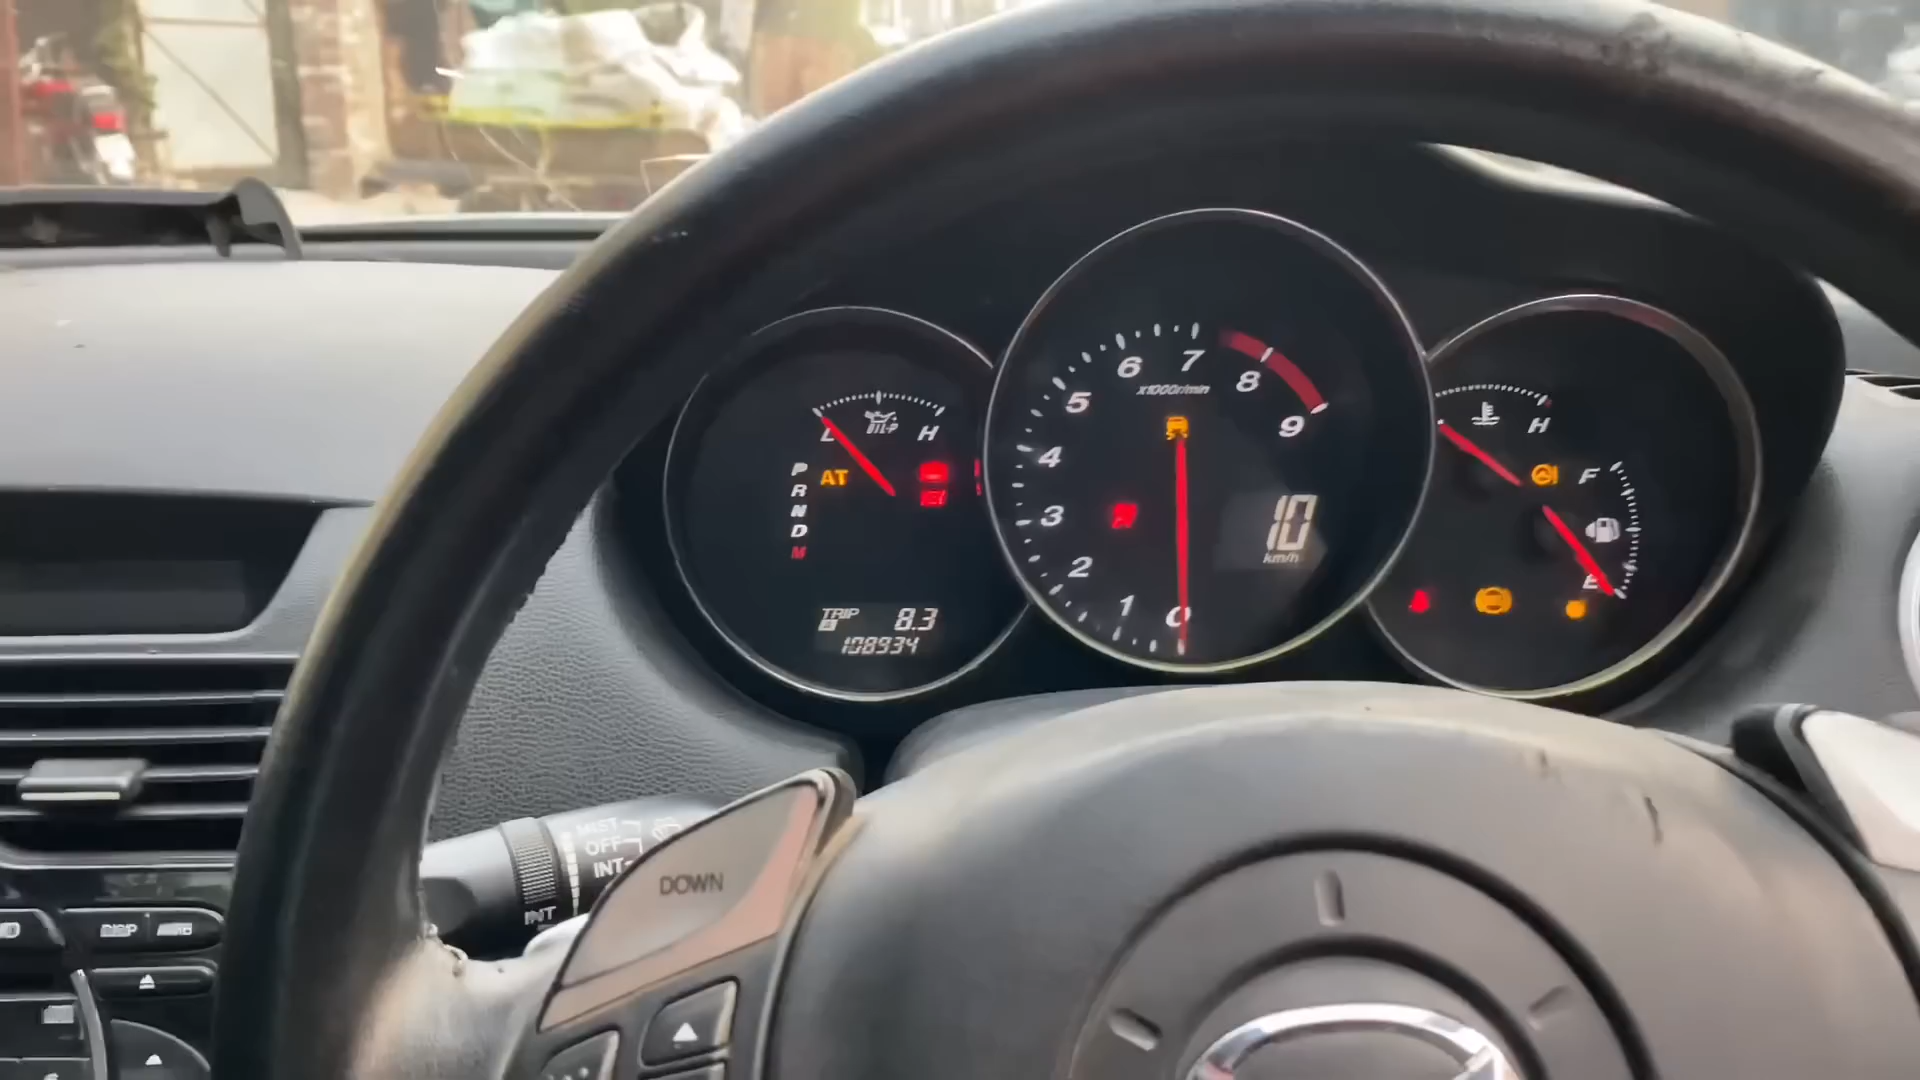 L OIL-P H
P
R
N
D
M
AT
TRIP 8.3
108934
0
1
2
3
4
5
6
7
8
9
x1000r/min
10
km/h
H
F
E
MIST
OFF
INT
INT
DOWN
DISP